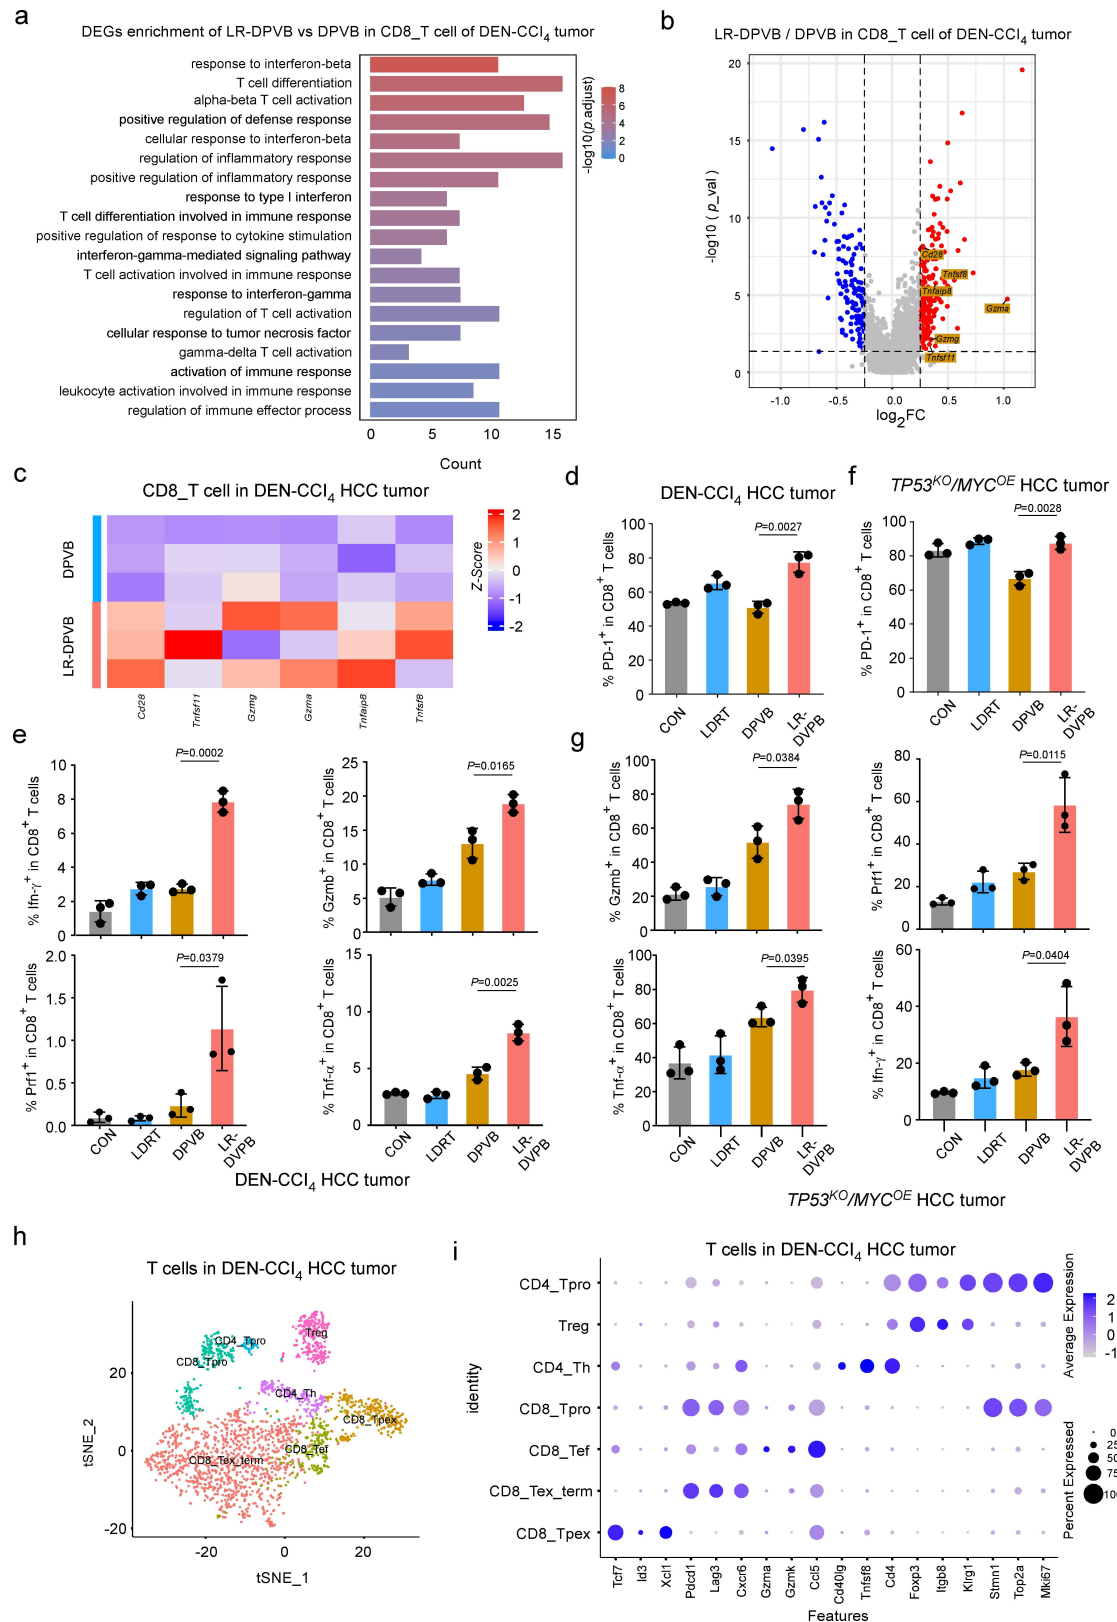 a
DEGs enrichment of LR-DPVB vs DPVB in CD8_T cell of DEN-CCl4 tumor
response to interferon-beta
T cell differentiation
alpha-beta T cell activation
positive regulation of defense response
cellular response to interferon-beta
regulation of inflammatory response
positive regulation of inflammatory response
response to type I interferon
T cell differentiation involved in immune response
positive regulation of response to cytokine stimulation
interferon-gamma-mediated signaling pathway
T cell activation involved in immune response
response to interferon-gamma
regulation of T cell activation
cellular response to tumor necrosis factor
gamma-delta T cell activation
activation of immune response
leukocyte activation involved in immune response
regulation of immune effector process
0 5 10 15
Count
-log10(p.adjust)
8
6
4
2
0
b
LR-DPVB / DPVB in CD8_T cell of DEN-CCl4 tumor
20
15
10
5
0
-log10 ( p_val )
Cd28
Tnfsf8
Tnfaip8
Gzma
Gzmg
Tnfsf11
-1.0 -0.5 0.0 0.5 1.0
log2FC
c
CD8_T cell in DEN-CCl4 HCC tumor
DPVB
LR-DPVB
Cd28 Tnfsf11 Gzmg Gzma Tnfaip8 Tnfsf8
Z-Score
2
1
0
-1
-2
d
DEN-CCl4 HCC tumor
% PD-1+ in CD8+ T cells
100
80
60
40
20
0
P=0.0027
CON LDRT DPVB LR-DVPB
f
TP53KO/MYCOE HCC tumor
% PD-1+ in CD8+ T cells
100
80
60
40
20
0
P=0.0028
CON LDRT DPVB LR-DVPB
e
% Ifn-γ+ in CD8+ T cells
10
8
6
4
2
0
P=0.0002
% Gzmb+ in CD8+ T cells
25
20
15
10
5
0
P=0.0165
% Prf1+ in CD8+ T cells
2.0
1.5
1.0
0.5
0.0
P=0.0379
CON LDRT DPVB LR-DVPB
% Tnf-α+ in CD8+ T cells
15
10
5
0
P=0.0025
CON LDRT DPVB LR-DVPB
DEN-CCl4 HCC tumor
g
% Gzmb+ in CD8+ T cells
100
80
60
40
20
0
P=0.0384
% Prf1+ in CD8+ T cells
80
60
40
20
0
P=0.0115
% Tnf-α+ in CD8+ T cells
100
80
60
40
20
0
P=0.0395
CON LDRT DPVB LR-DVPB
% Ifn-γ+ in CD8+ T cells
60
40
20
0
P=0.0404
CON LDRT DPVB LR-DVPB
TP53KO/MYCOE HCC tumor
h
T cells in DEN-CCl4 HCC tumor
tSNE_2
20
0
-20
CD4_Tpro
Treg
CD8_Tpro
CD4_Th
CD8_Tpex
CD8_Tef
CD8_Tex_term
-20 0 20
tSNE_1
i
T cells in DEN-CCl4 HCC tumor
identity
CD4_Tpro
Treg
CD4_Th
CD8_Tpro
CD8_Tef
CD8_Tex_term
CD8_Tpex
Tcf7 Id3 Xcl1 Pdcd1 Lag3 Cxcr6 Gzma Gzmk Ccl5 Cd40lg Tnfsf8 Cd4 Foxp3 Itgb8 Klrg1 Stmn1 Top2a Mki67
Features
Average Expression
2
1
0
-1
Percent Expressed
0
25
50
75
100